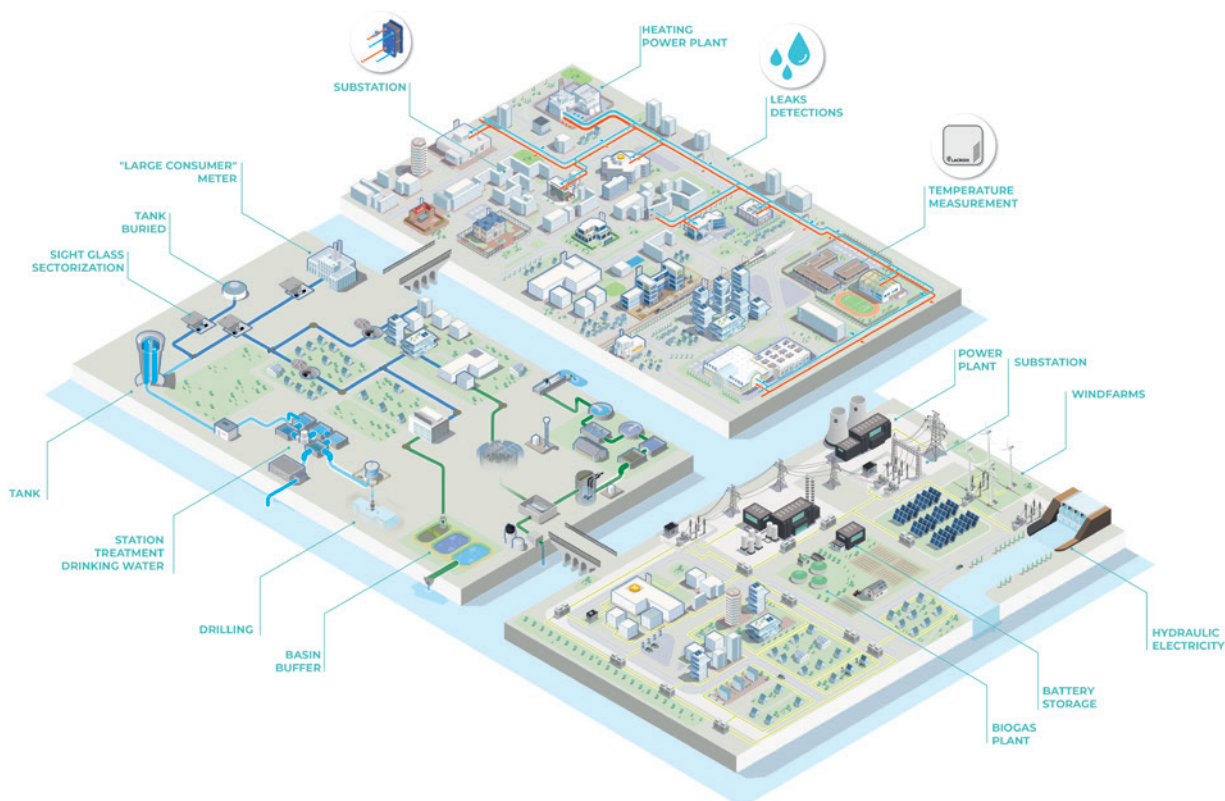 HEATING
POWER PLANT
SUBSTATION
LEAKS
DETECTIONS
"LARGE CONSUMER"
METER
TEMPERATURE
MEASUREMENT
TANK
BURIED
SIGHT GLASS
SECTORIZATION
POWER
PLANT
SUBSTATION
WINDFARMS
TANK
STATION
TREATMENT
DRINKING WATER
DRILLING
BASIN
BUFFER
HYDRAULIC
ELECTRICITY
BATTERY
STORAGE
BIOGAS
PLANT